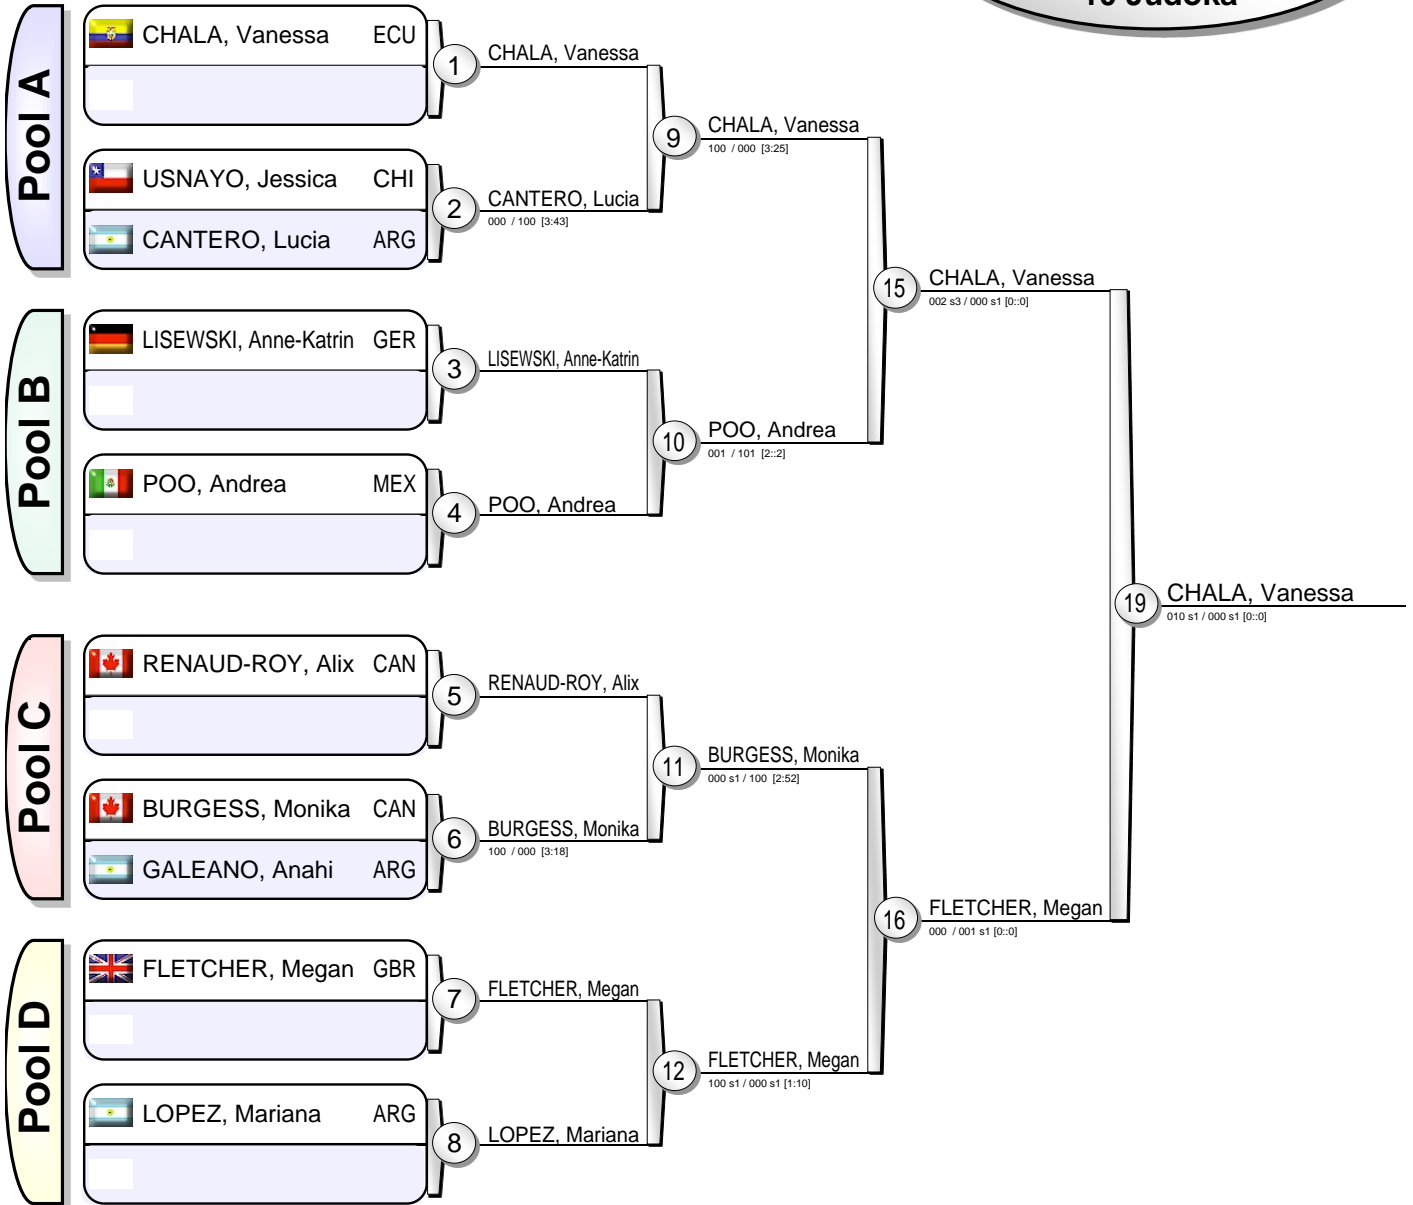 10 Judoka
Pool A
CHALA, Vanessa ECU
USNAYO, Jessica CHI
CANTERO, Lucia ARG
1
CHALA, Vanessa
2
CANTERO, Lucia
000 / 100 [3:43]
9
CHALA, Vanessa
100 / 000 [3:25]
Pool B
LISEWSKI, Anne-Katrin GER
POO, Andrea MEX
3
LISEWSKI, Anne-Katrin
4
POO, Andrea
10
POO, Andrea
001 / 101 [2::2]
15
CHALA, Vanessa
002 s3 / 000 s1 [0::0]
Pool C
RENAUD-ROY, Alix CAN
BURGESS, Monika CAN
GALEANO, Anahi ARG
5
RENAUD-ROY, Alix
6
BURGESS, Monika
100 / 000 [3:18]
11
BURGESS, Monika
000 s1 / 100 [2:52]
Pool D
FLETCHER, Megan GBR
LOPEZ, Mariana ARG
7
FLETCHER, Megan
8
LOPEZ, Mariana
12
FLETCHER, Megan
100 s1 / 000 s1 [1:10]
16
FLETCHER, Megan
000 / 001 s1 [0::0]
19
CHALA, Vanessa
010 s1 / 000 s1 [0::0]